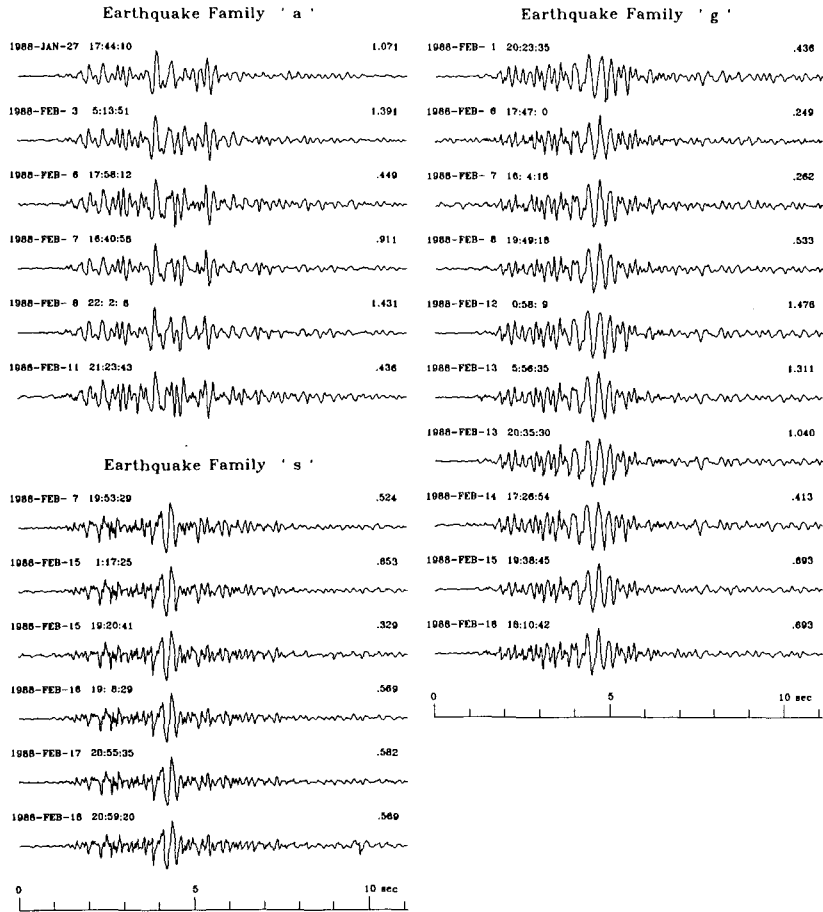 Earthquake Family 'a'
1988-JAN-27 17:44:10 1.071
1988-FEB- 3 5:13:51 1.391
1988-FEB- 6 17:58:12 .449
1988-FEB- 7 16:40:56 .911
1988-FEB- 8 22: 2: 6 1.431
1988-FEB-11 21:23:43 .436
Earthquake Family 's'
1988-FEB- 7 19:53:29 .524
1988-FEB-15 1:17:25 .653
1988-FEB-15 19:20:41 .329
1988-FEB-16 19: 8:29 .569
1988-FEB-17 20:55:35 .582
1988-FEB-18 20:59:20 .569
0 5 10 sec
Earthquake Family 'g'
1988-FEB- 1 20:23:35 .436
1988-FEB- 6 17:47: 0 .249
1988-FEB- 7 16: 4:16 .262
1988-FEB- 8 19:49:18 .533
1988-FEB-12 0:58: 9 1.476
1988-FEB-13 5:56:35 1.311
1988-FEB-13 20:35:30 1.040
1988-FEB-14 17:26:54 .413
1988-FEB-15 19:38:45 .693
1988-FEB-16 18:10:42 .693
0 5 10 sec